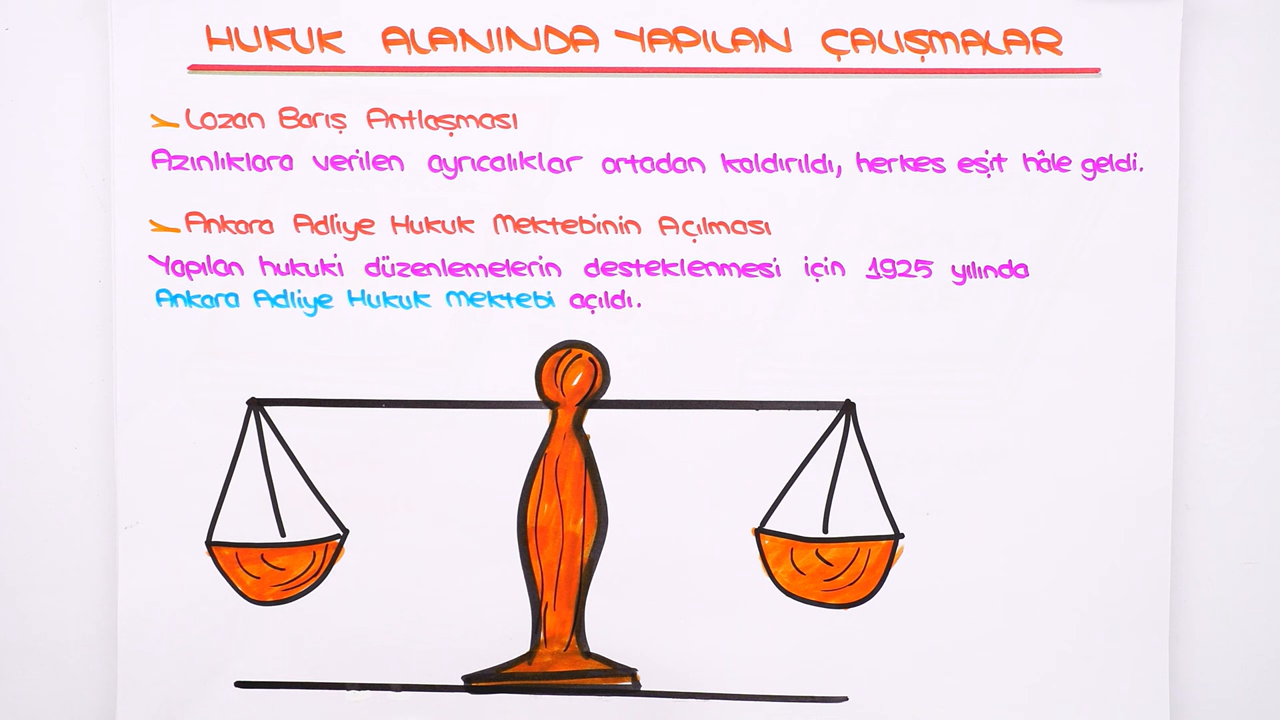 HUKUK ALANINDA YAPILAN ÇALIŞMALAR
Lozan Barış Antlaşması
Azınlıklara verilen ayrıcalıklar ortadan kaldırıldı, herkes eşit hâle geldi.
Ankara Adliye Hukuk Mektebinin Açılması
Yapılan hukuki düzenlemelerin desteklenmesi için 1925 yılında
Ankara Adliye Hukuk Mektebi açıldı.